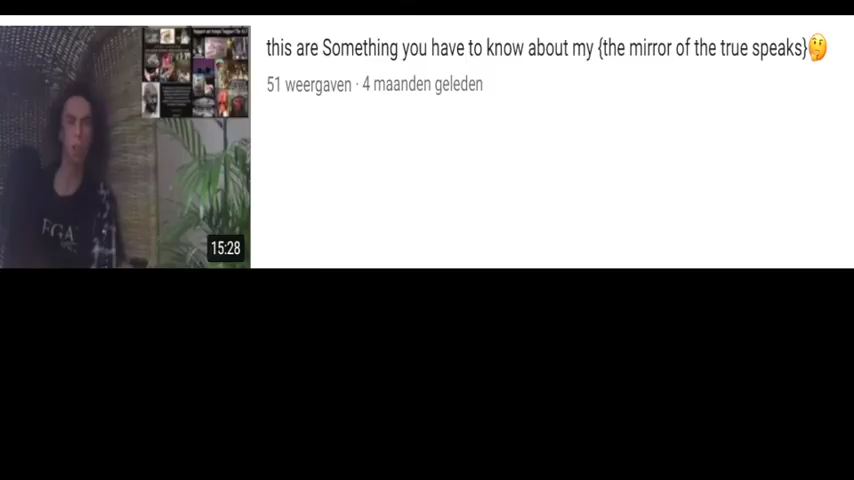 this are Something you have to know about my {the mirror of the true speaks}🤔
51 weergaven · 4 maanden geleden
15:28